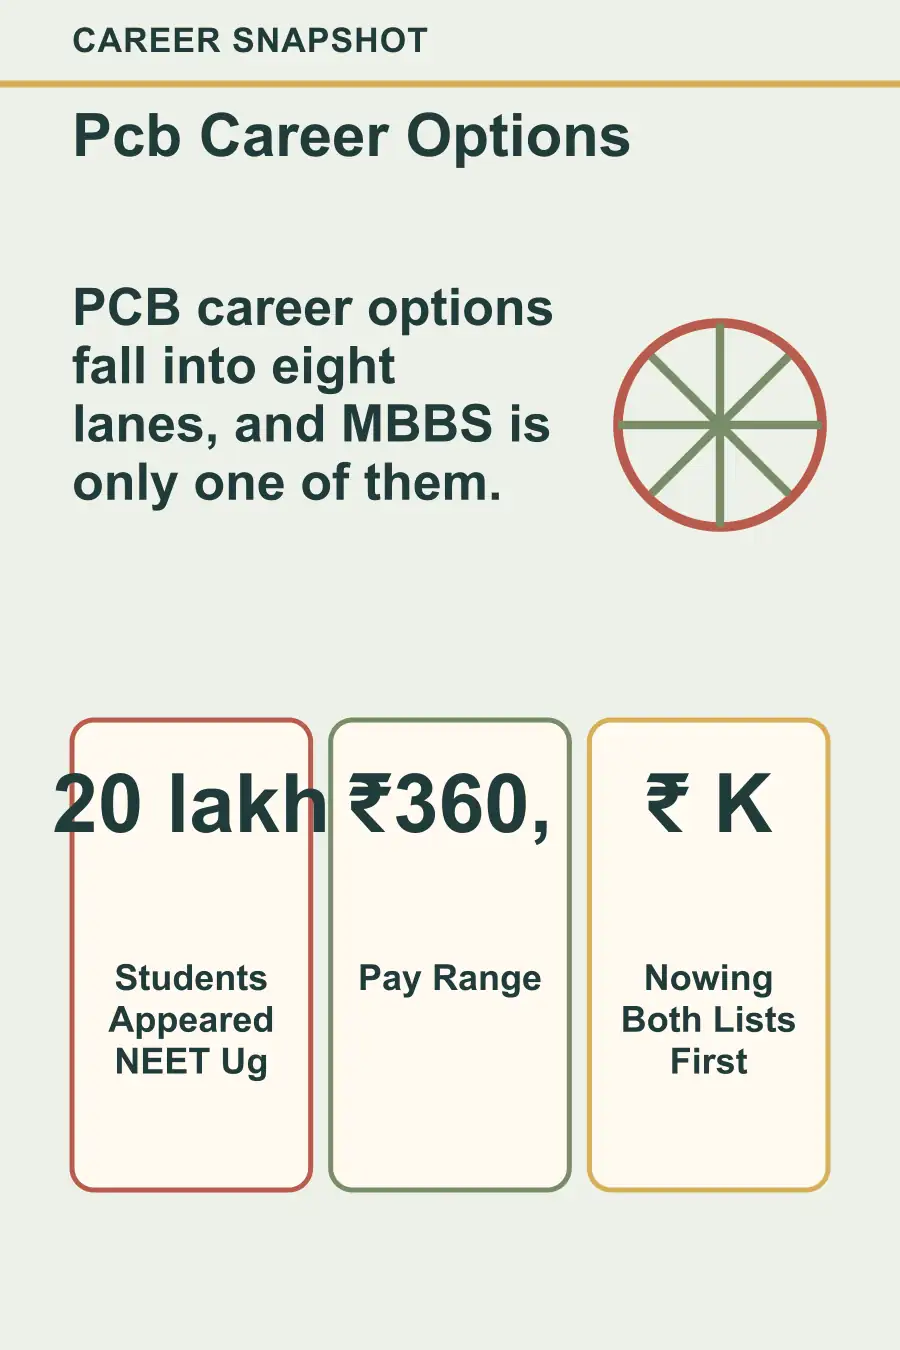 CAREER SNAPSHOT
Pcb Career Options
PCB career options
fall into eight
lanes, and MBBS is
only one of them.
20 lakh
Students
Appeared
NEET Ug
₹360,
Pay Range
₹ K
Nowing
Both Lists
First